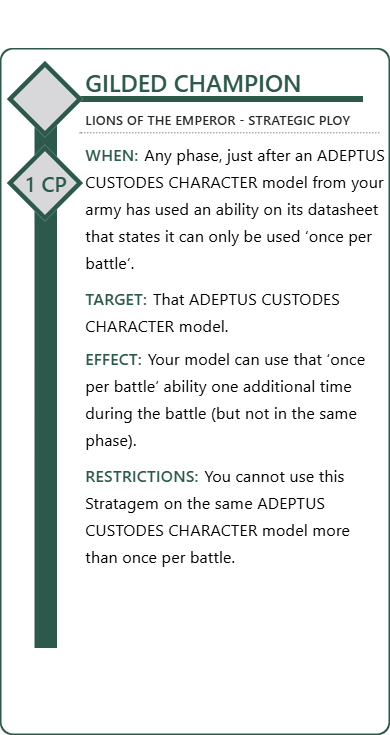 GILDED CHAMPION
LIONS OF THE EMPEROR - STRATEGIC PLOY
1 CP
WHEN: Any phase, just after an ADEPTUS
CUSTODES CHARACTER model from your
army has used an ability on its datasheet
that states it can only be used ‘once per
battle’.
TARGET: That ADEPTUS CUSTODES
CHARACTER model.
EFFECT: Your model can use that ‘once
per battle’ ability one additional time
during the battle (but not in the same
phase).
RESTRICTIONS: You cannot use this
Stratagem on the same ADEPTUS
CUSTODES CHARACTER model more
than once per battle.